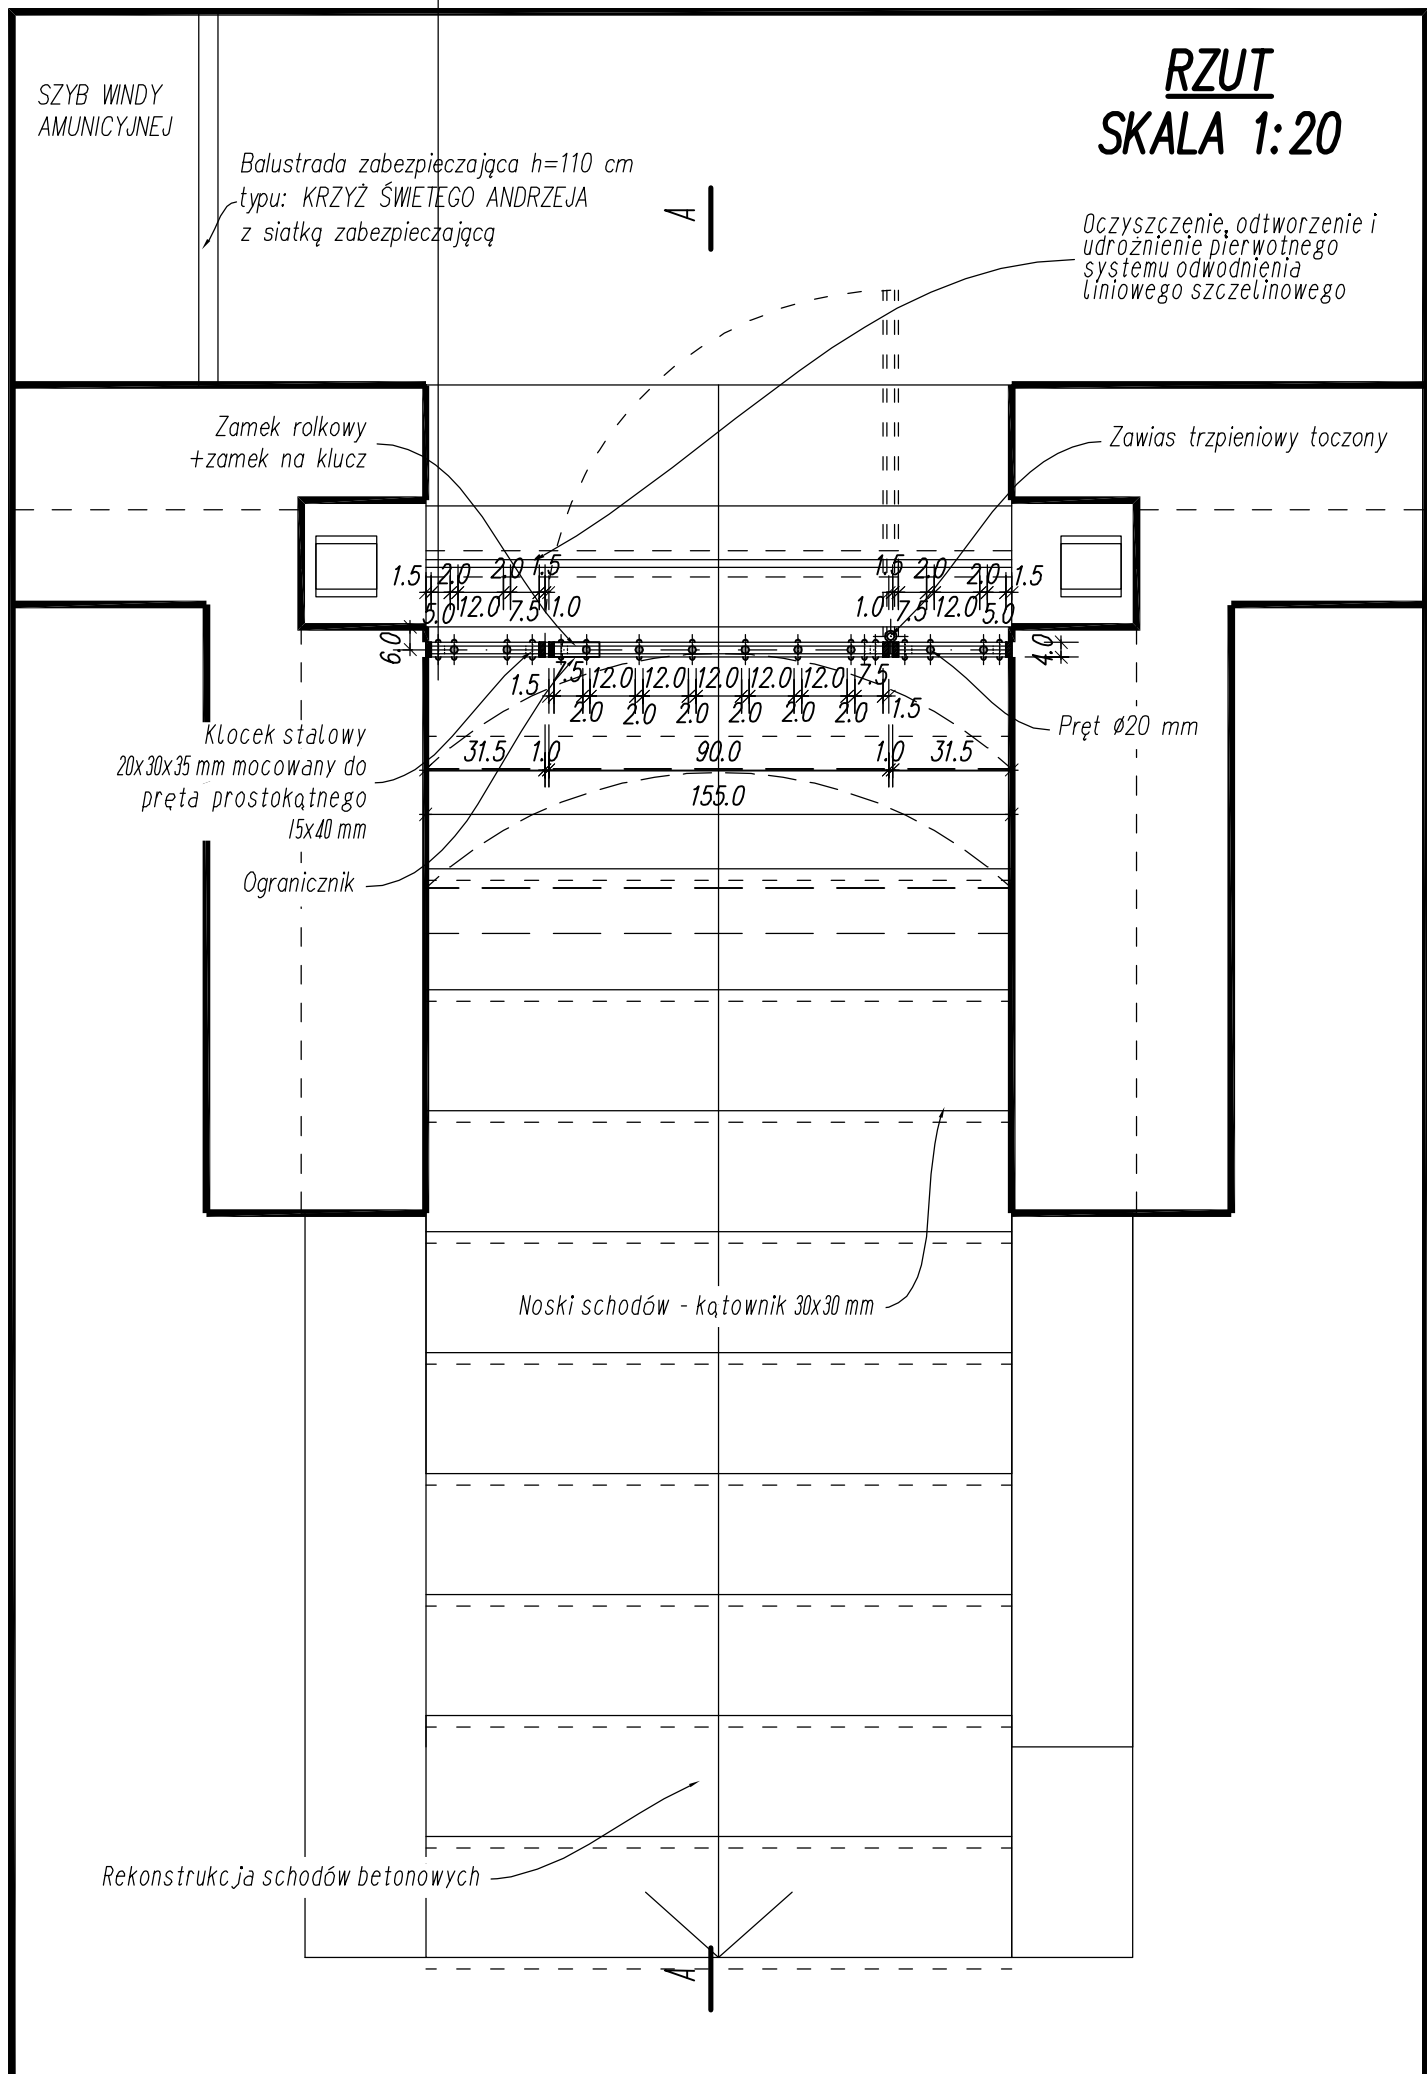 RZUT
SKALA 1:20
SZYB WINDY
AMUNICYJNEJ
Balustrada zabezpieczająca h=110 cm
typu: KRZYŻ ŚWIETEGO ANDRZEJA
z siatką zabezpieczającą
A
Oczyszczenie, odtworzenie i
udrożnienie pierwotnego
systemu odwodnienia
liniowego szczelinowego
Zamek rolkowy
+zamek na klucz
Zawias trzpieniowy toczony
1.5 2.0 2.0 1.5 1.5 2.0 2.0 1.5
5.0 12.0 7.5 1.0 1.0 7.5 12.0 5.0
6.0 4.0
1.5 7.5 12.0 12.0 12.0 12.0 12.0 7.5 1.5
2.0 2.0 2.0 2.0 2.0 2.0
Pręt Ø20 mm
Klocek stalowy
20x30x35 mm mocowany do
pręta prostokątnego
15x40 mm
31.5 1.0 90.0 1.0 31.5
155.0
Ogranicznik
Noski schodów - kątownik 30x30 mm
Rekonstrukcja schodów betonowych
A